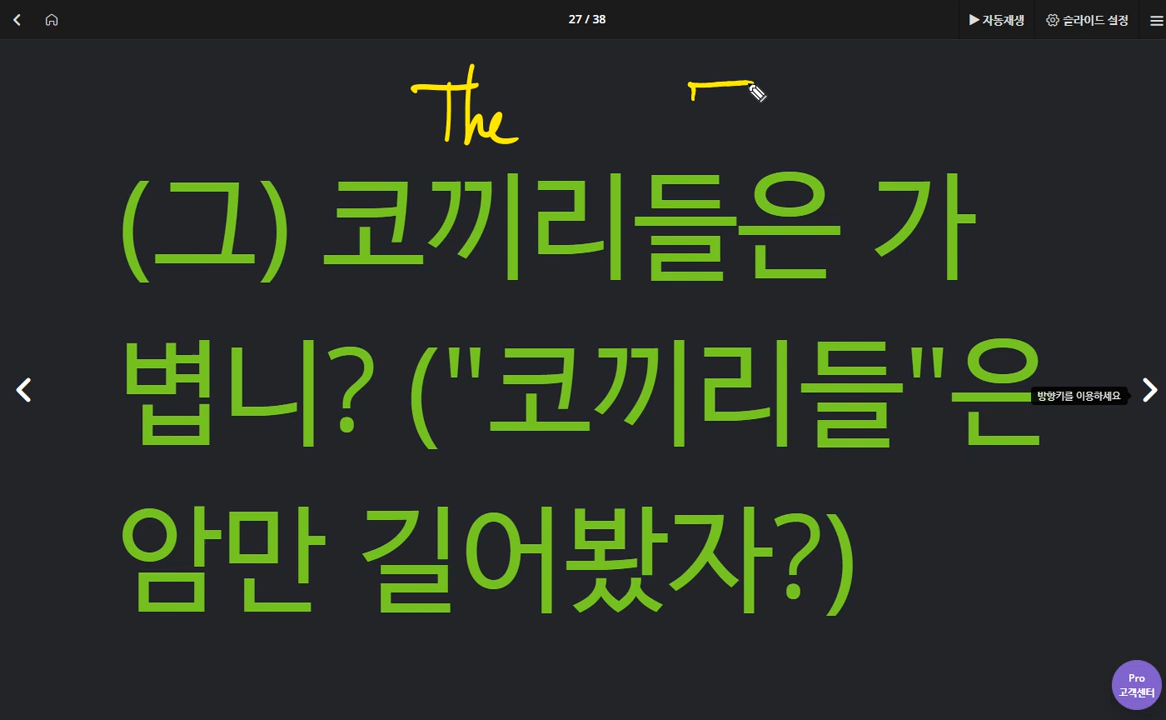 27 / 38
▶ 자동재생
슬라이드 설정
The
(그) 코끼리들은 가
볍니? ("코끼리들"은
방향키를 이용하세요
암만 길어봤자?)
Pro
고객센터